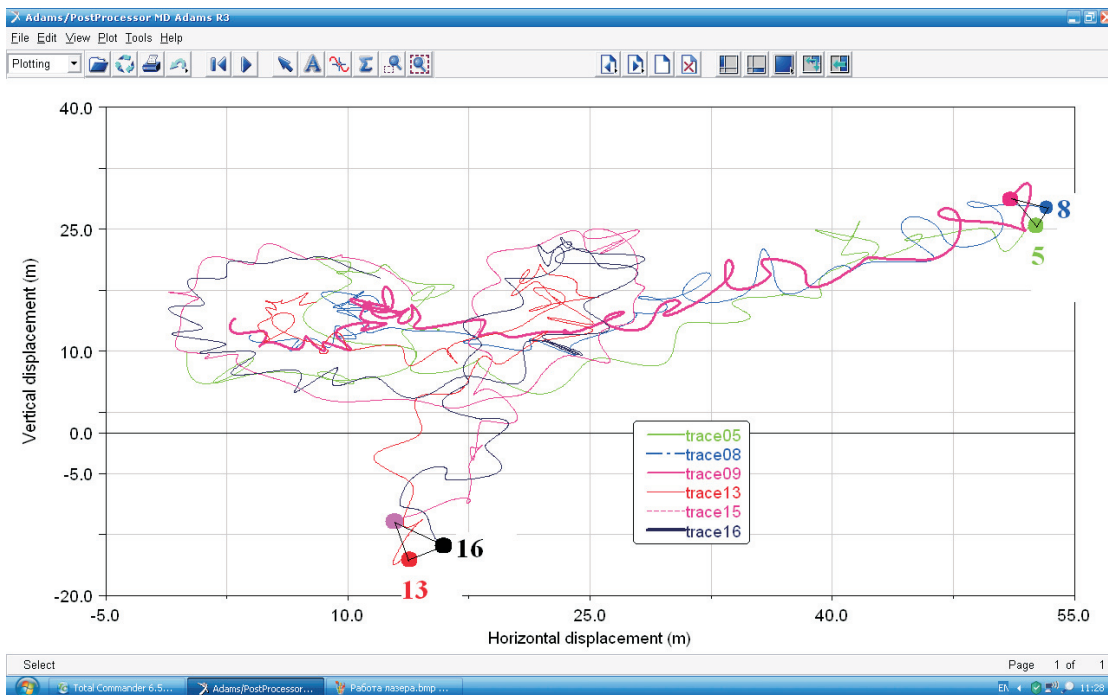 Adams/PostProcessor MD Adams R3
File Edit View Plot Tools Help
Plotting
40.0
25.0
10.0
0.0
-5.0
-20.0
Vertical displacement (m)
8
5
trace05
trace08
trace09
trace13
trace15
trace16
16
13
-5.0 10.0 25.0 40.0 55.0
Horizontal displacement (m)
Select Page 1 of 1
Total Commander 6.5... Adams/PostProcessor... Работа лазера.bmp ... EN 11:28